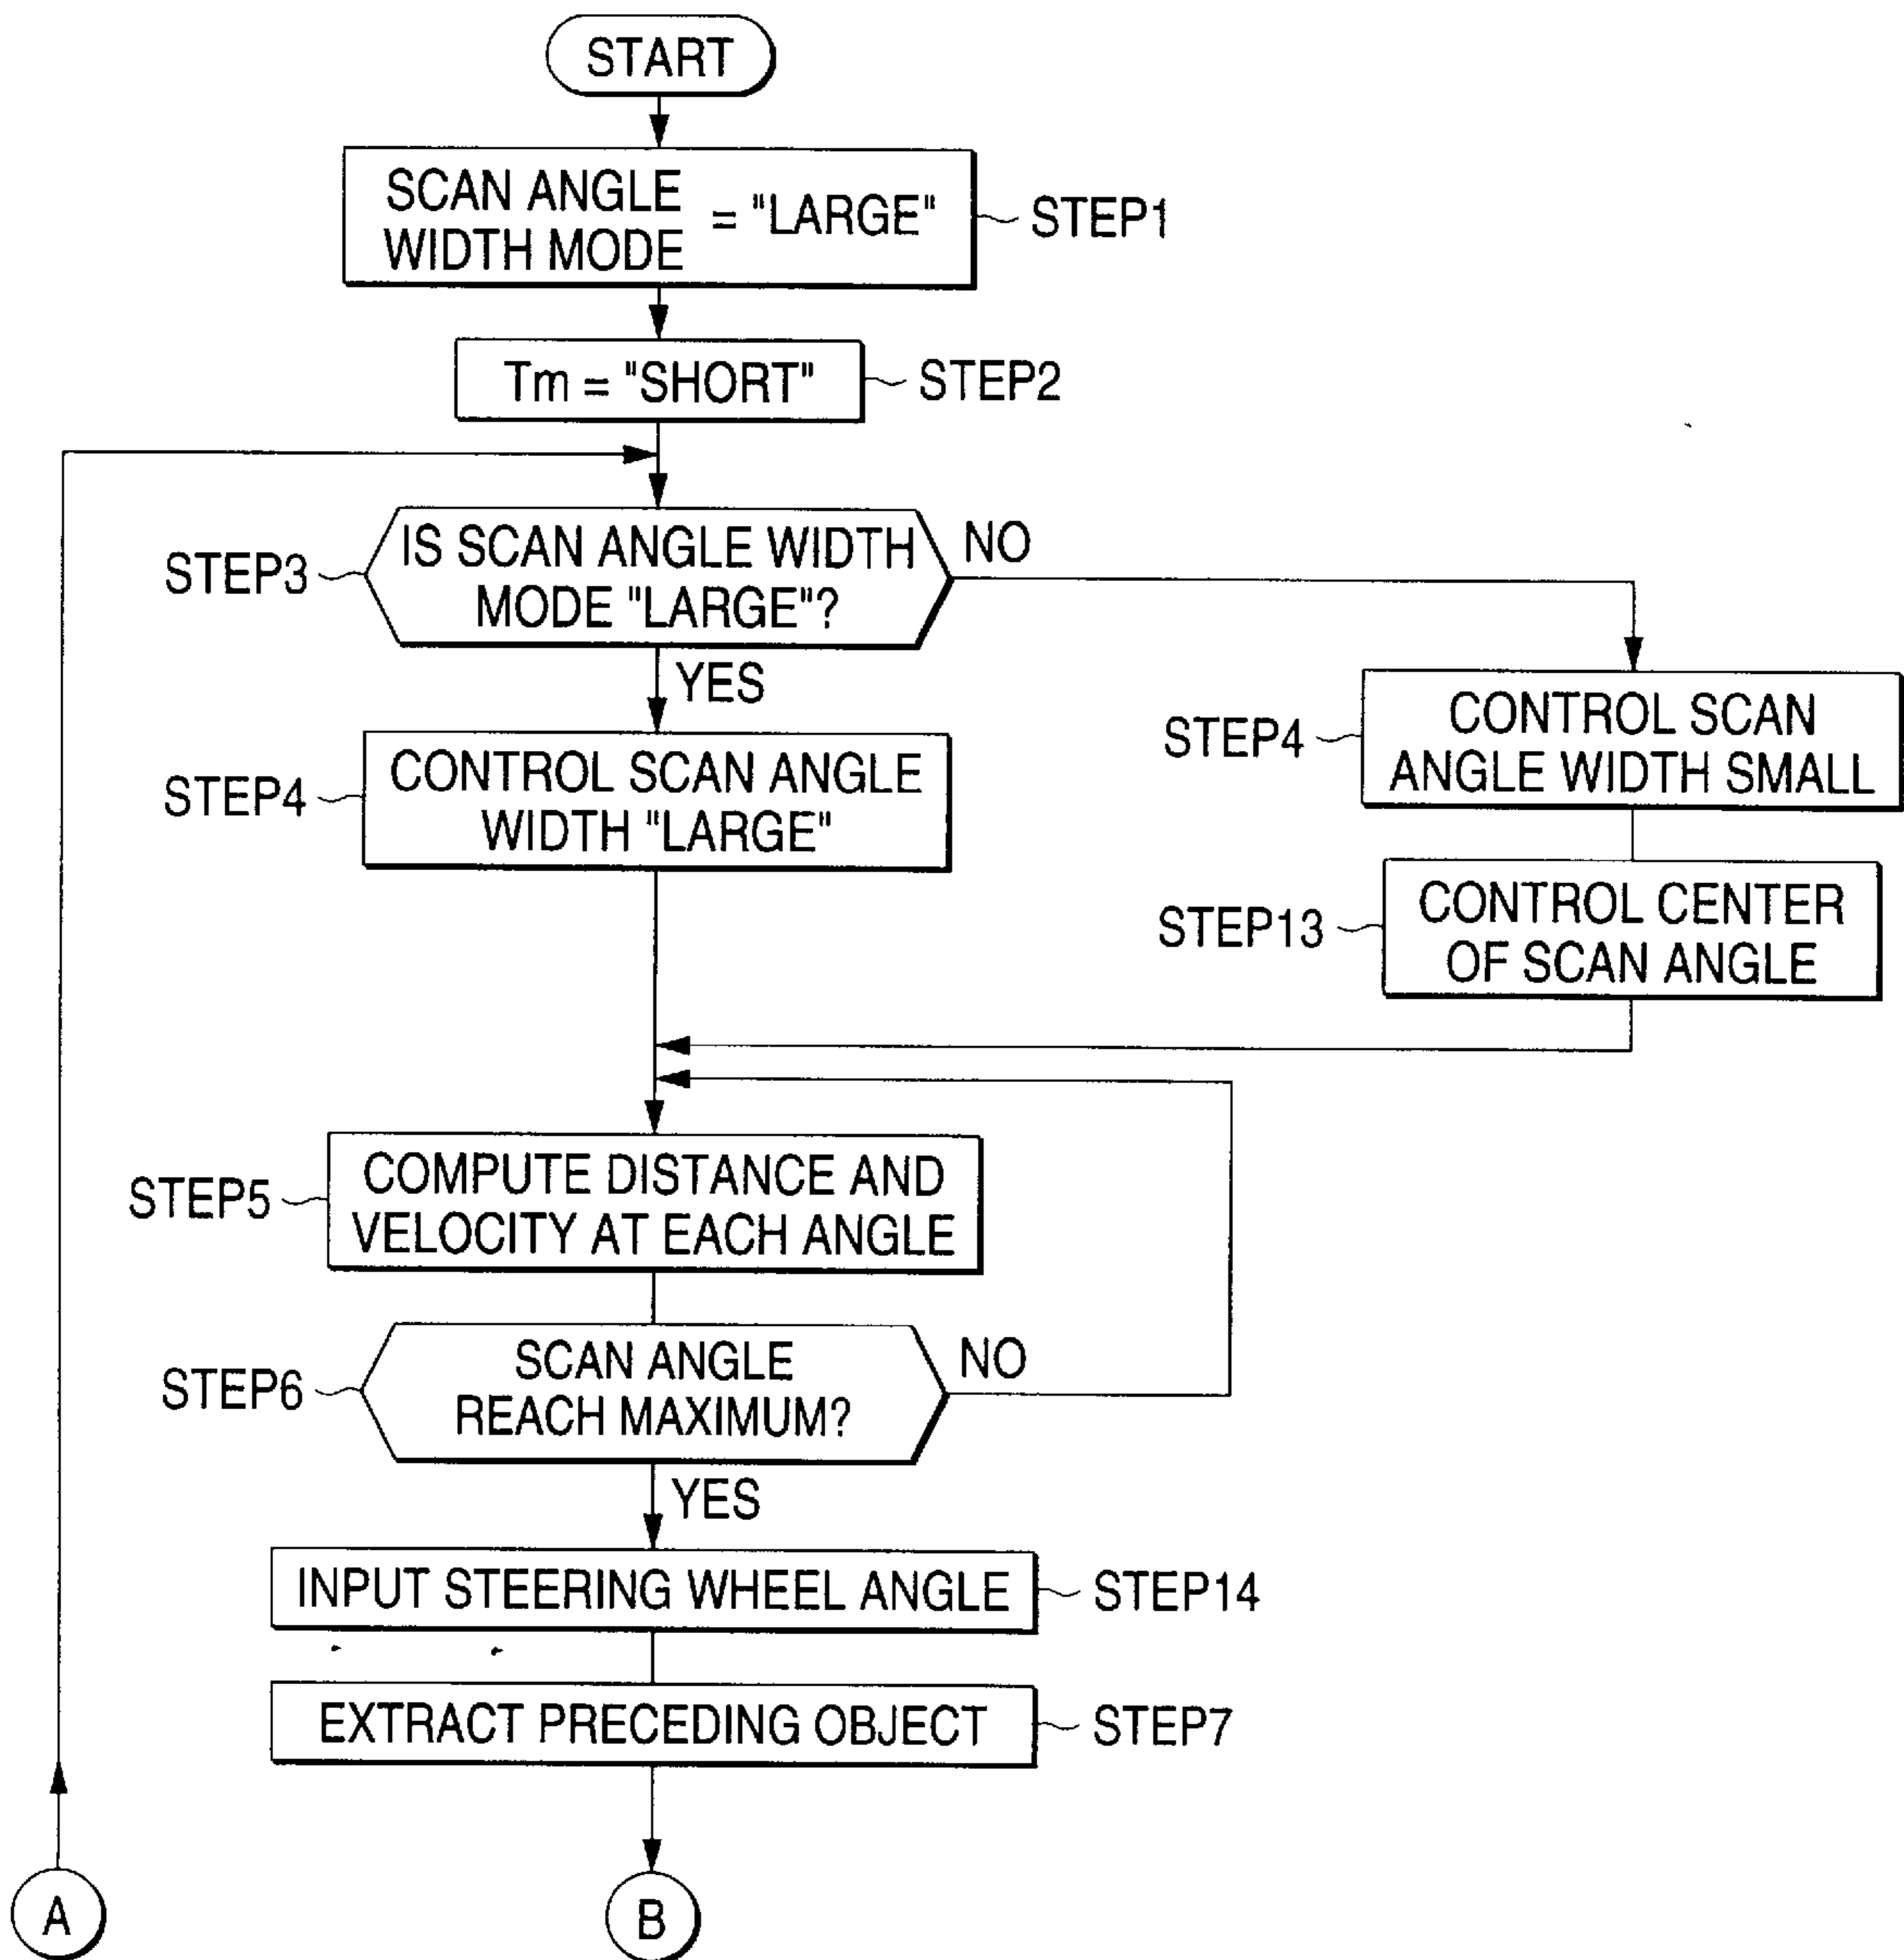 START
SCAN ANGLE
WIDTH MODE
= "LARGE"
STEP1
Tm = "SHORT"
STEP2
STEP3
IS SCAN ANGLE WIDTH
MODE "LARGE"?
NO
YES
STEP4
CONTROL SCAN ANGLE
WIDTH "LARGE"
STEP4
CONTROL SCAN
ANGLE WIDTH SMALL
STEP13
CONTROL CENTER
OF SCAN ANGLE
STEP5
COMPUTE DISTANCE AND
VELOCITY AT EACH ANGLE
STEP6
SCAN ANGLE
REACH MAXIMUM?
NO
YES
INPUT STEERING WHEEL ANGLE
STEP14
EXTRACT PRECEDING OBJECT
STEP7
A
B